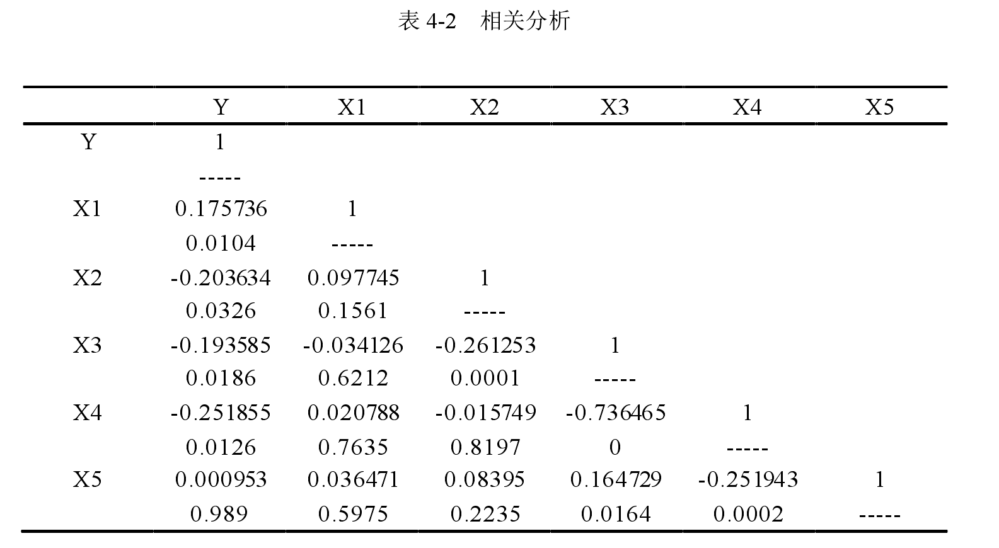 表 4-2 相关分析
Y X1 X2 X3 X4 X5
Y 1
-----
X1 0.175736 1
0.0104 -----
X2 -0.203634 0.097745 1
0.0326 0.1561 -----
X3 -0.193585 -0.034126 -0.261253 1
0.0186 0.6212 0.0001 -----
X4 -0.251855 0.020788 -0.015749 -0.736465 1
0.0126 0.7635 0.8197 0 -----
X5 0.000953 0.036471 0.08395 0.164729 -0.251943 1
0.989 0.5975 0.2235 0.0164 0.0002 -----